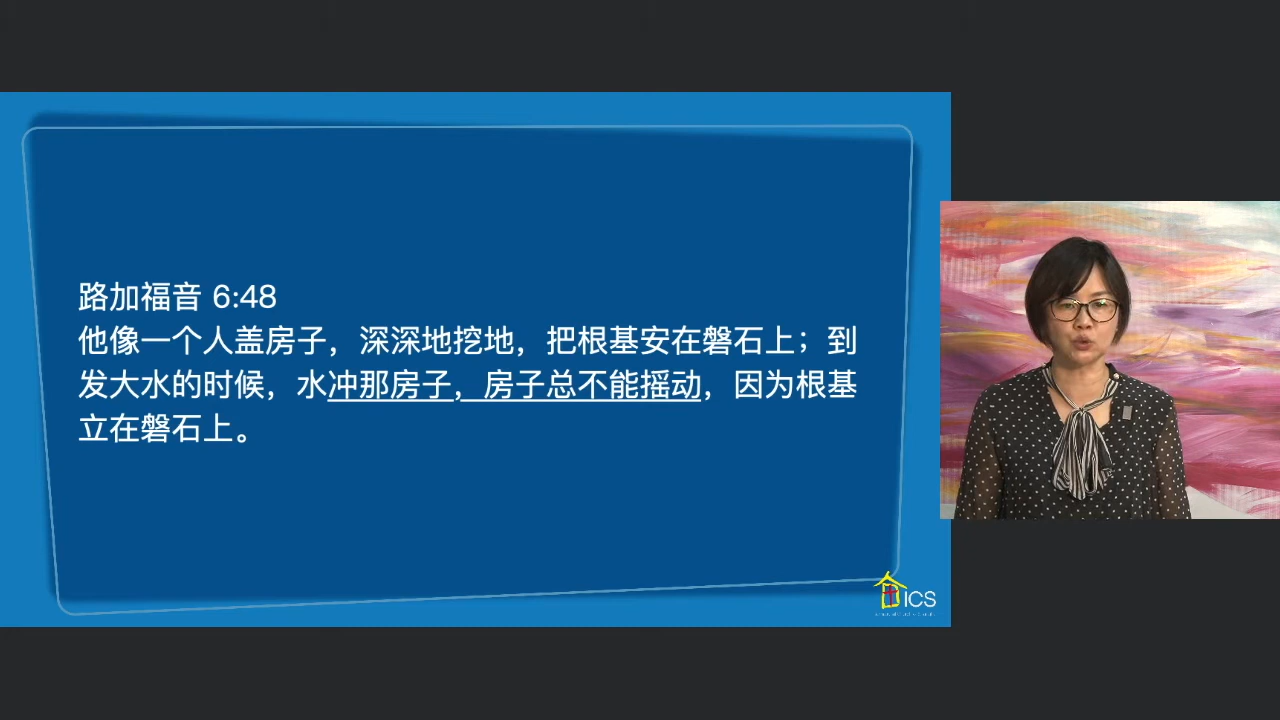 路加福音 6:48
他像一个人盖房子，深深地挖地，把根基安在磐石上；到
发大水的时候，水冲那房子，房子总不能摇动，因为根基
立在磐石上。
ICS